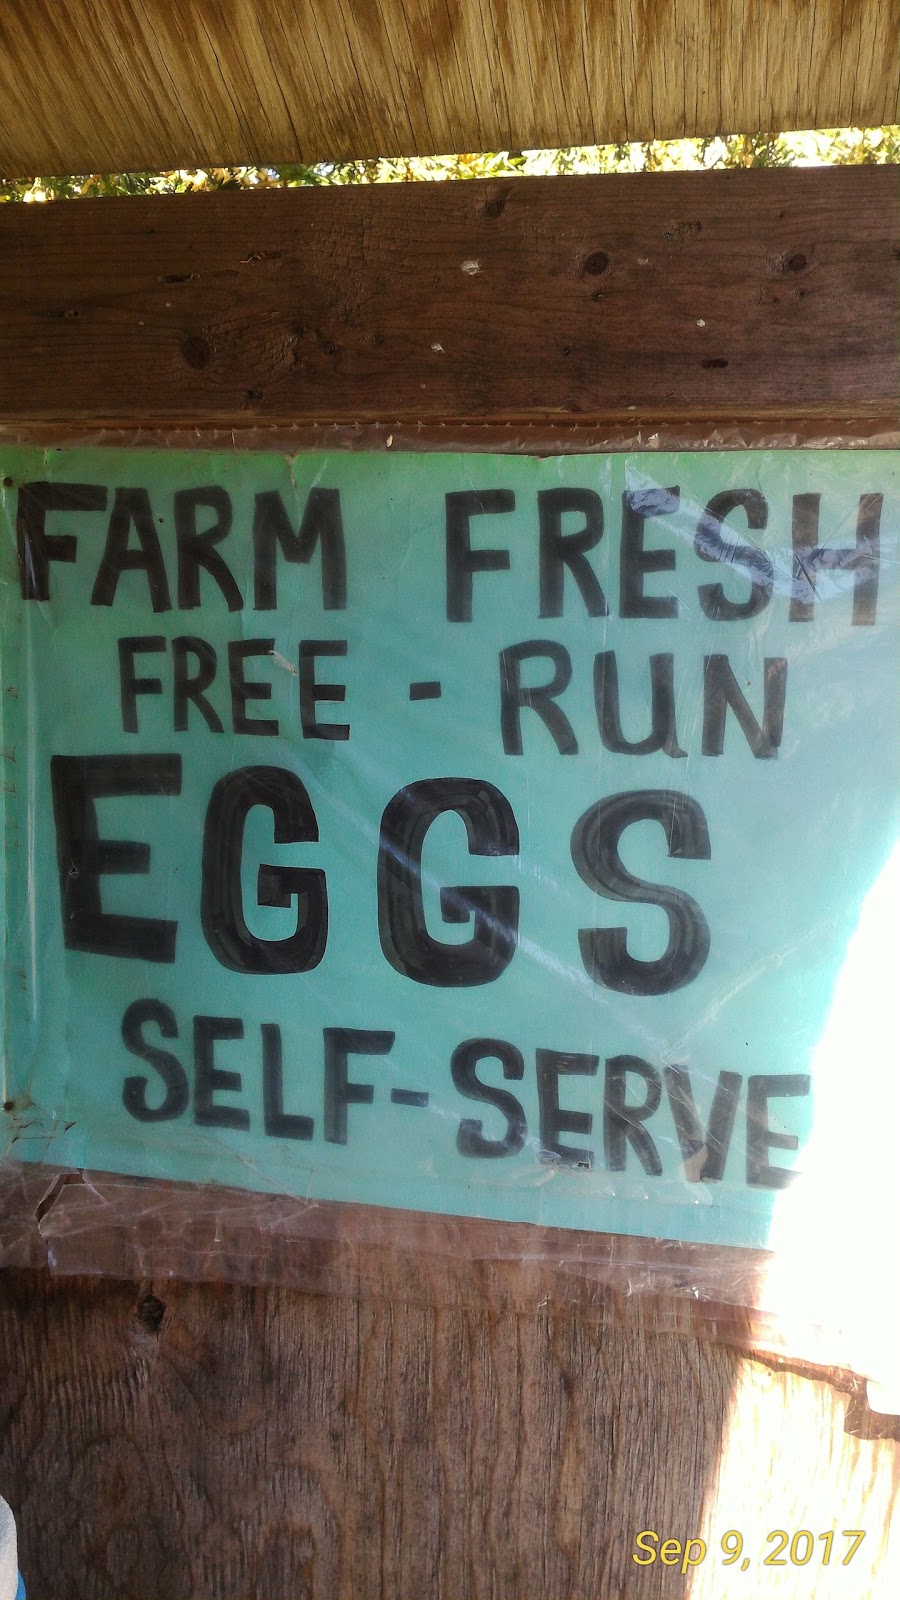 FARM FRESH
FREE - RUN
EGGS
SELF-SERVE
Sep 9, 2017